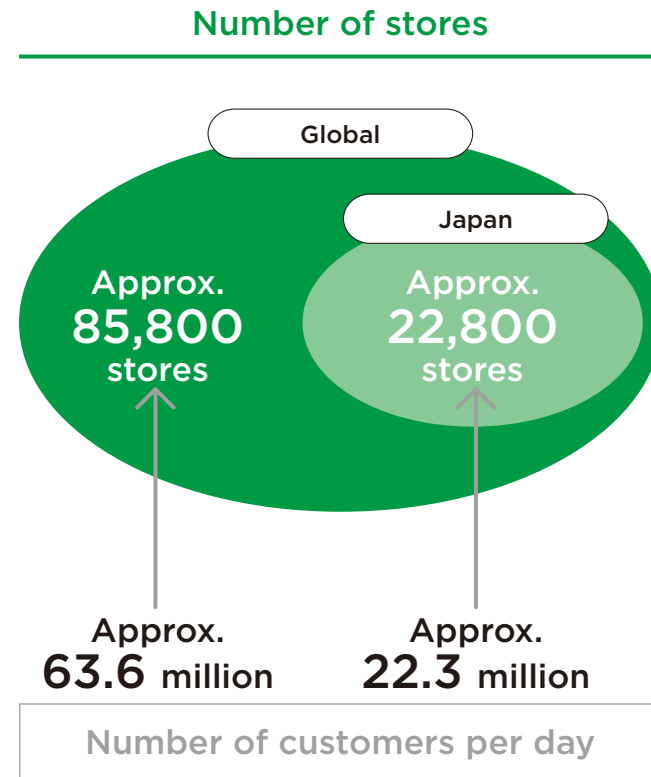 Number of stores
Global
Japan
Approx.
85,800
stores
Approx.
22,800
stores
Approx.
63.6 million
Approx.
22.3 million
Number of customers per day